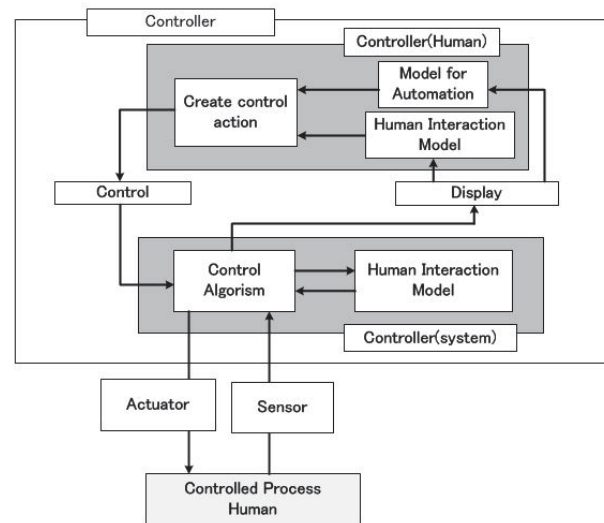 Controller
Controller(Human)
Model for
Automation
Create control
action
Human Interaction
Model
Control
Display
Control
Algorism
Human Interaction
Model
Controller(system)
Actuator
Sensor
Controlled Process
Human